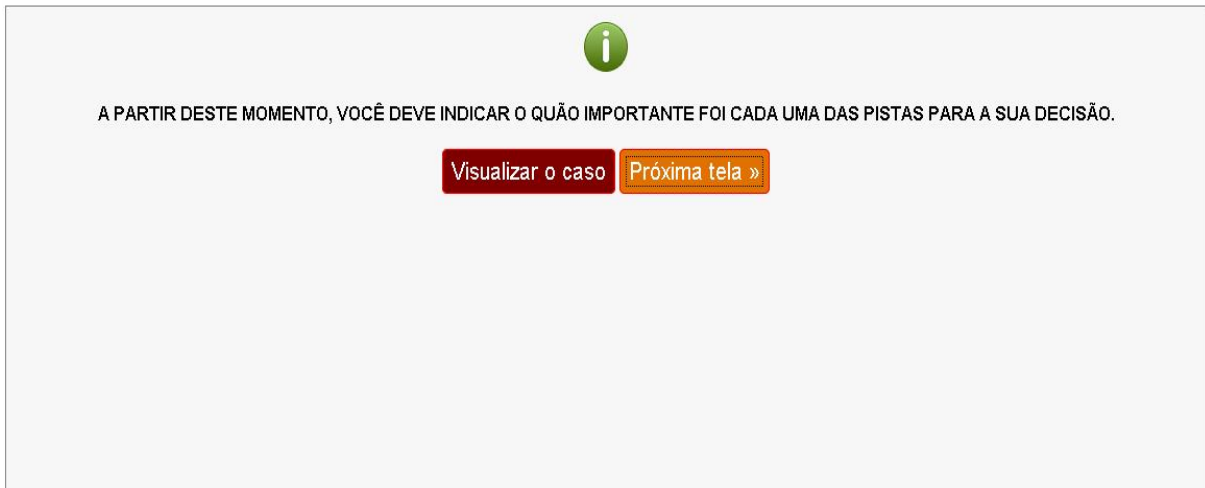 A PARTIR DESTE MOMENTO, VOCÊ DEVE INDICAR O QUÃO IMPORTANTE FOI CADA UMA DAS PISTAS PARA A SUA DECISÃO.
Visualizar o caso Próxima tela »